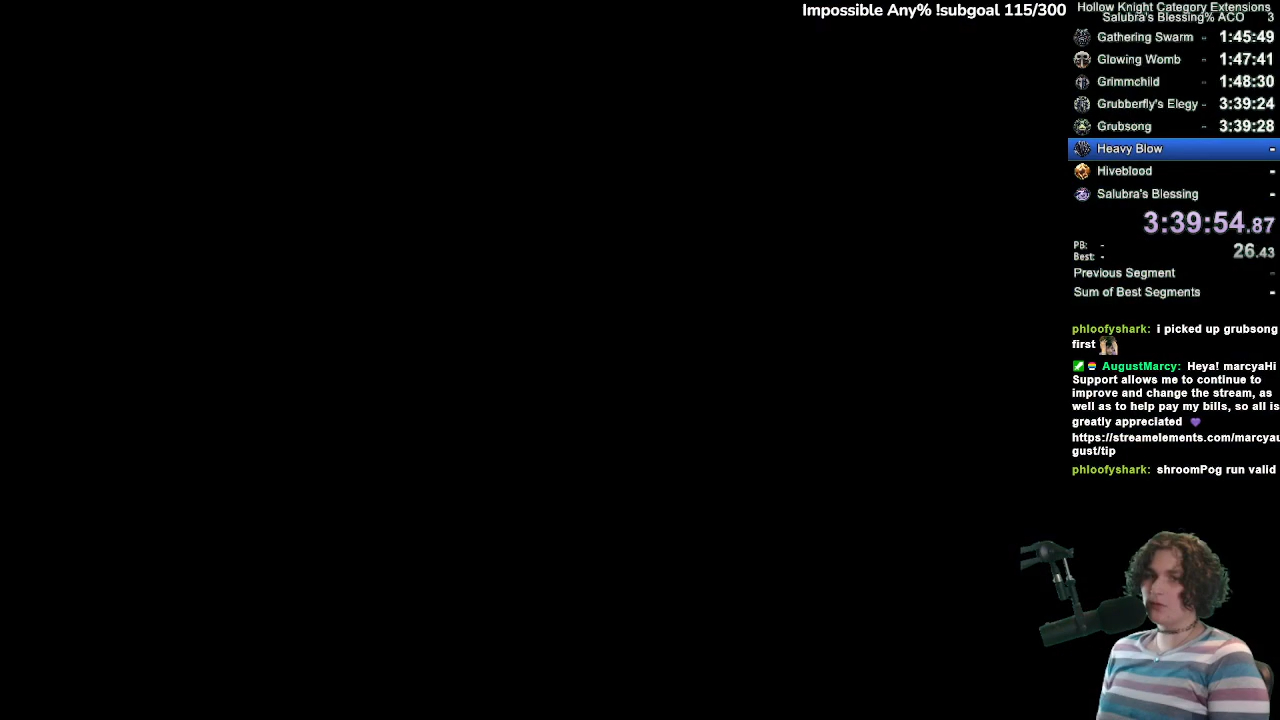 Impossible Any% !subgoal 115/300
Hollow Knight Category Extensions
Salubra's Blessing% ACO 3
Gathering Swarm - 1:45:49
Glowing Womb - 1:47:41
Grimmchild - 1:48:30
Grubberfly's Elegy - 3:39:24
Grubsong - 3:39:28
Heavy Blow -
Hiveblood -
Salubra's Blessing -
3:39:54.87
PB: - 26.43
Best: -
Previous Segment -
Sum of Best Segments -
phloofyshark: i picked up grubsong
first
AugustMarcy: Heya! marcyaHi
Support allows me to continue to
improve and change the stream, as
well as to help pay my bills, so all is
greatly appreciated
https://streamelements.com/marcyau
gust/tip
phloofyshark: shroomPog run valid